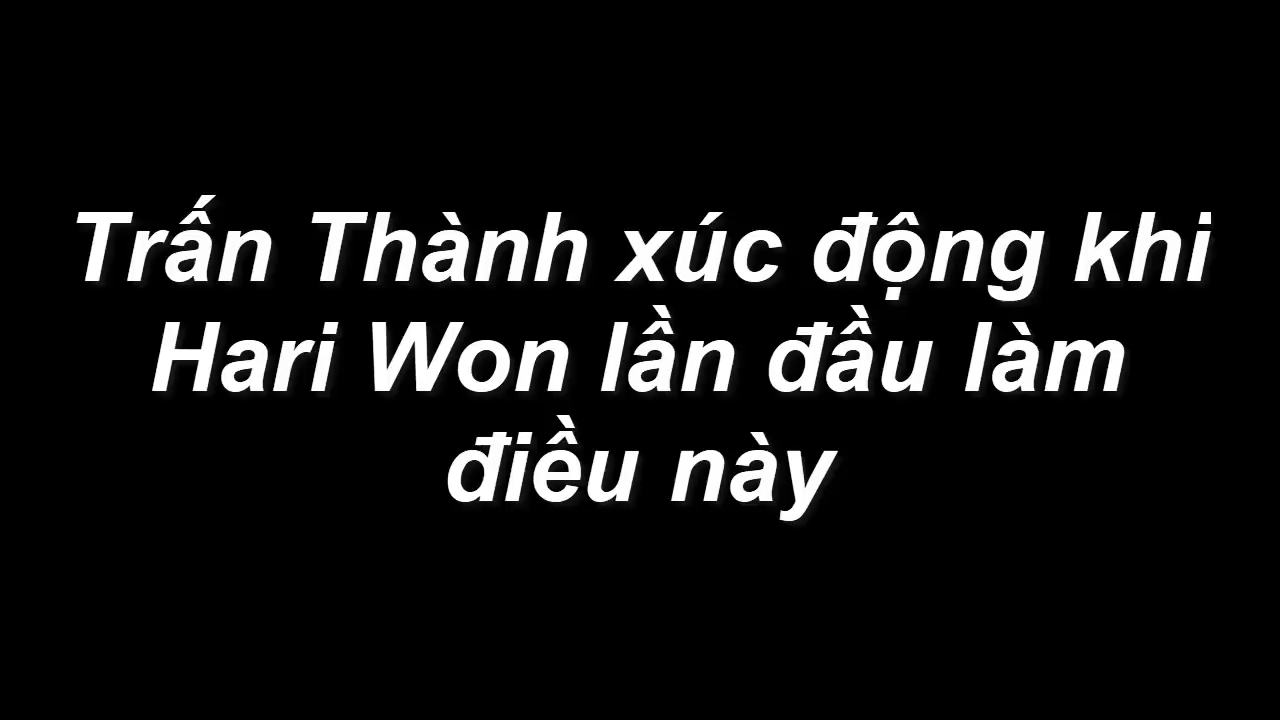 Trấn Thành xúc động khi
Hari Won lần đầu làm
điều này